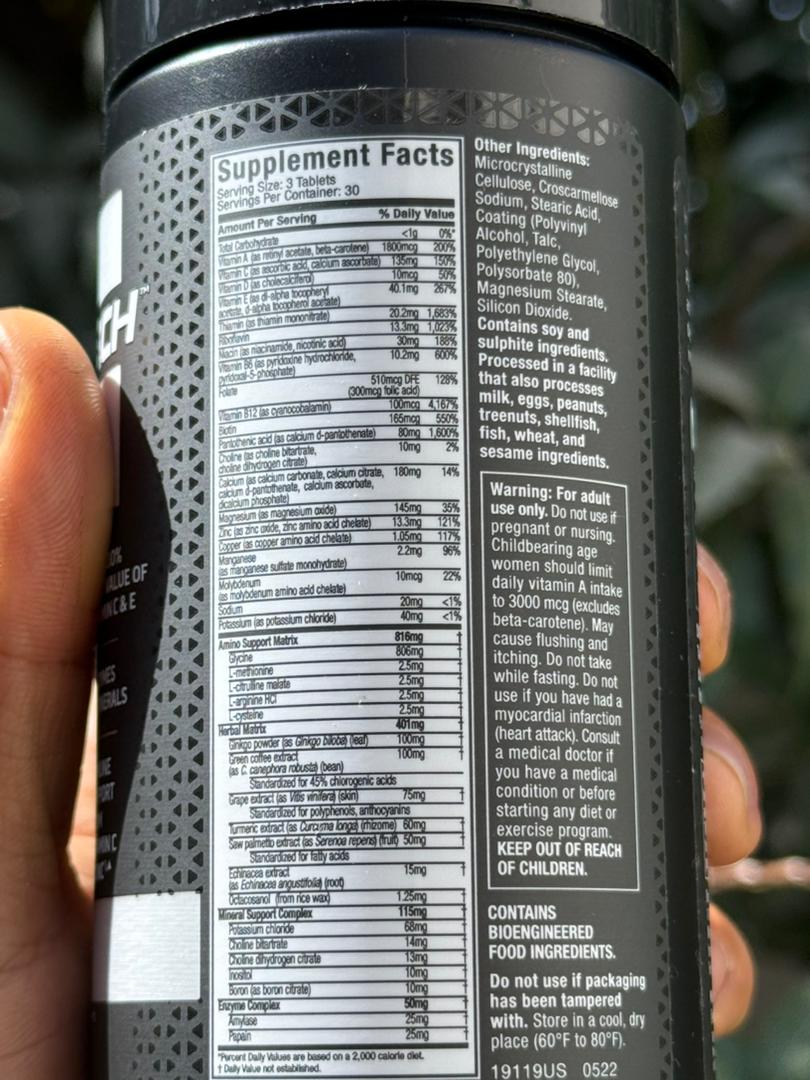 CH™
0%
VALUE OF
MIN C & E
MINC
Supplement Facts
Serving Size: 3 Tablets
Servings Per Container: 30
Amount Per Serving % Daily Value
Total Carbohydrate <1g 0%*
Vitamin A (as retinyl acetate, beta-carotene) 1800mcg 200%
Vitamin C (as ascorbic acid, calcium ascorbate) 135mg 150%
Vitamin D (as cholecalciferol) 10mcg 50%
Vitamin E (as dl-alpha tocopheryl 40.1mg 267%
acetate, d-alpha tocopherol acetate)
Thiamin (as thiamin mononitrate) 20.2mg 1,683%
Riboflavin 13.3mg 1,023%
Niacin (as niacinamide, nicotinic acid) 30mg 188%
Vitamin B6 (as pyridoxine hydrochloride, 10.2mg 600%
pyridoxal-5-phosphate)
Folate 510mcg DFE 128%
(300mcg folic acid)
Vitamin B12 (as cyanocobalamin) 100mcg 4,167%
Biotin 165mcg 550%
Pantothenic acid (as calcium d-pantothenate) 80mg 1,600%
Choline (as choline bitartrate, 10mg 2%
choline dihydrogen citrate)
Calcium (as calcium carbonate, calcium citrate, 180mg 14%
calcium d-pantothenate, calcium ascorbate,
dicalcium phosphate)
Magnesium (as magnesium oxide) 145mg 35%
Zinc (as zinc oxide, zinc amino acid chelate) 13.3mg 121%
Copper (as copper amino acid chelate) 1.05mg 117%
Manganese 2.2mg 96%
(as manganese sulfate monohydrate)
Molybdenum 10mcg 22%
(as molybdenum amino acid chelate)
Sodium 20mg <1%
Potassium (as potassium chloride) 40mg <1%
Amino Support Matrix 816mg †
Glycine 806mg †
L-methionine 2.5mg †
L-citrulline malate 2.5mg †
L-arginine HCl 2.5mg †
L-cysteine 2.5mg †
Herbal Matrix 401mg †
Ginkgo powder (as Ginkgo biloba) (leaf) 100mg †
Green coffee extract 100mg †
(as C. canephora robusta) (bean)
Standardized for 45% chlorogenic acids
Grape extract (as Vitis vinifera) (skin) 75mg †
Standardized for polyphenols, anthocyanins
Turmeric extract (as Curcuma longa) (rhizome) 60mg †
Saw palmetto extract (as Serenoa repens) (fruit) 50mg †
Standardized for fatty acids
Echinacea extract 15mg †
(as Echinacea angustifolia) (root)
Octacosanol (from rice wax) 1.25mg †
Mineral Support Complex 115mg †
Potassium chloride 68mg †
Choline bitartrate 14mg †
Choline dihydrogen citrate 13mg †
Inositol 10mg †
Boron (as boron citrate) 10mg †
Enzyme Complex 50mg †
Amylase 25mg †
Papain 25mg †
*Percent Daily Values are based on a 2,000 calorie diet.
† Daily Value not established.
Other Ingredients:
Microcrystalline
Cellulose, Croscarmellose
Sodium, Stearic Acid,
Coating (Polyvinyl
Alcohol, Talc,
Polyethylene Glycol,
Polysorbate 80),
Magnesium Stearate,
Silicon Dioxide.
Contains soy and
sulphite ingredients.
Processed in a facility
that also processes
milk, eggs, peanuts,
treenuts, shellfish,
fish, wheat, and
sesame ingredients.
Warning: For adult
use only. Do not use if
pregnant or nursing.
Childbearing age
women should limit
daily vitamin A intake
to 3000 mcg (excludes
beta-carotene). May
cause flushing and
itching. Do not take
while fasting. Do not
use if you have had a
myocardial infarction
(heart attack). Consult
a medical doctor if
you have a medical
condition or before
starting any diet or
exercise program.
KEEP OUT OF REACH
OF CHILDREN.
CONTAINS
BIOENGINEERED
FOOD INGREDIENTS.
Do not use if packaging
has been tampered
with. Store in a cool, dry
place (60°F to 80°F).
19119US 0522